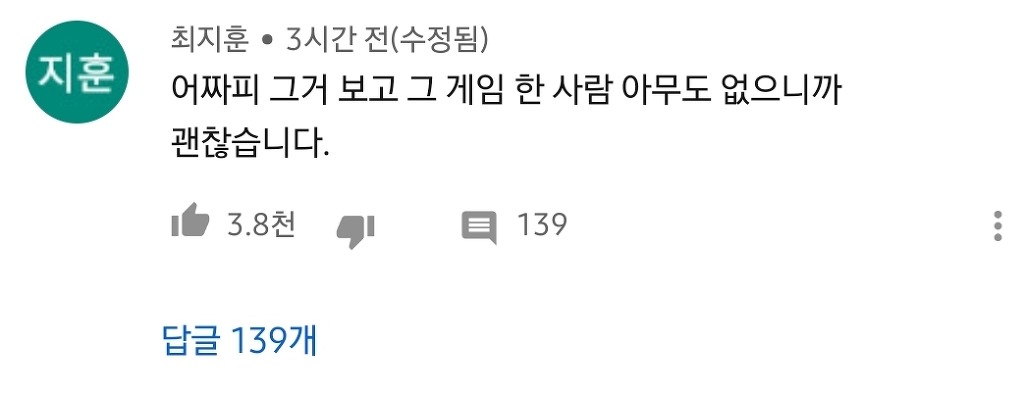 지훈
최지훈 • 3시간 전(수정됨)
어짜피 그거 보고 그 게임 한 사람 아무도 없으니까
괜찮습니다.
3.8천 139
답글 139개